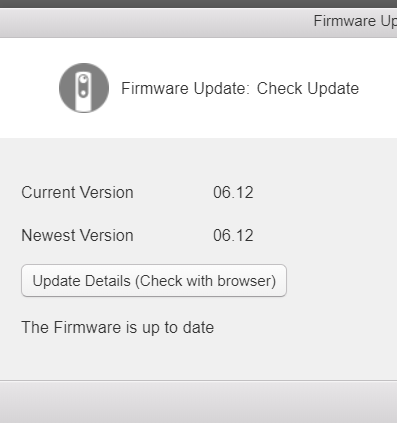 Firmware Up
Firmware Update: Check Update
Current Version 06.12
Newest Version 06.12
Update Details (Check with browser)
The Firmware is up to date